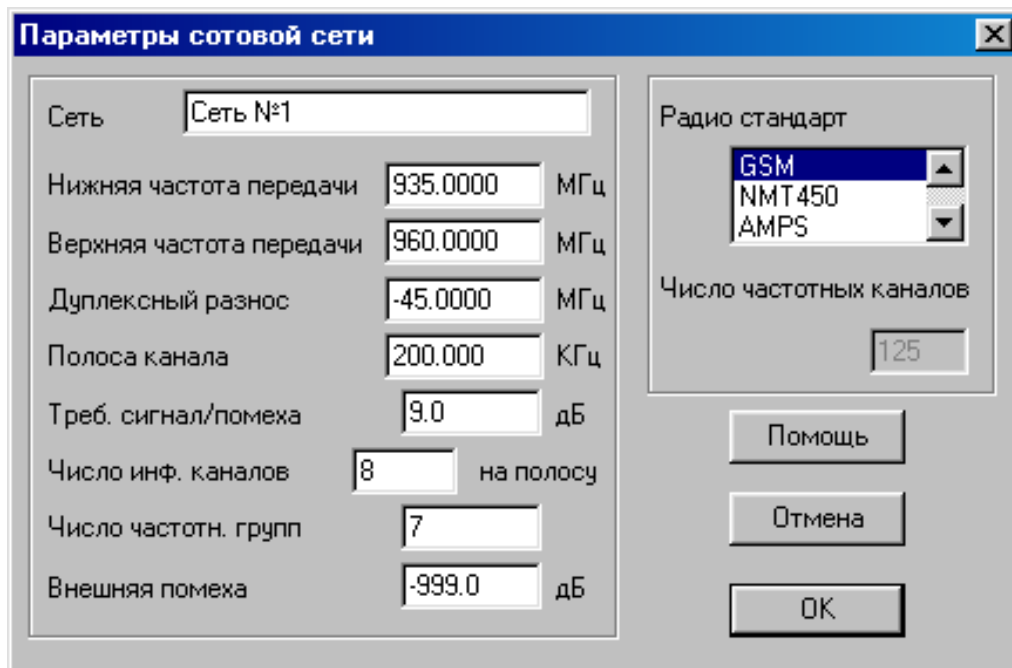 Параметры сотовой сети
Сеть Сеть №1
Нижняя частота передачи 935.0000 МГц
Верхняя частота передачи 960.0000 МГц
Дуплексный разнос -45.0000 МГц
Полоса канала 200.000 КГц
Треб. сигнал/помеха 9.0 дБ
Число инф. каналов 8 на полосу
Число частотн. групп 7
Внешняя помеха -999.0 дБ
Радио стандарт
GSM
NMT450
AMPS
Число частотных каналов
125
Помощь
Отмена
OK